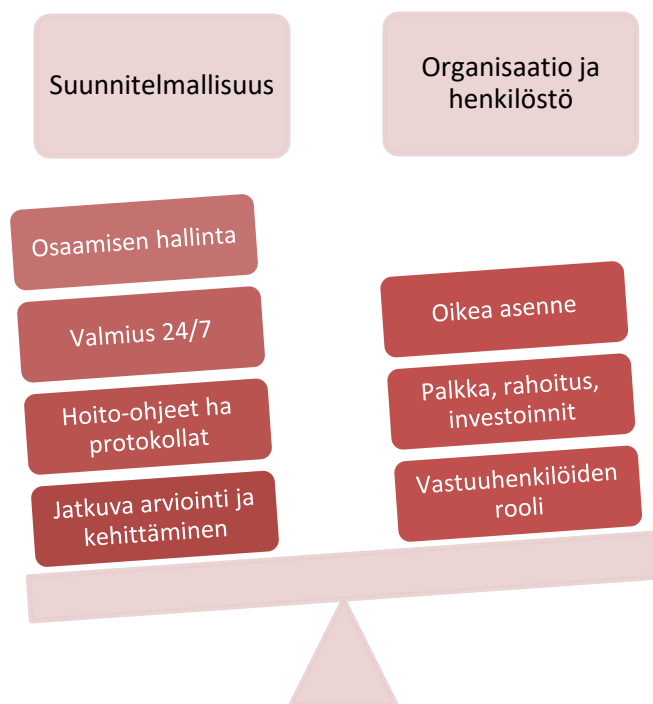 Suunnitelmallisuus
Organisaatio ja
henkilöstö
Osaamisen hallinta
Valmius 24/7
Hoito-ohjeet ha
protokollat
Jatkuva arviointi ja
kehittäminen
Oikea asenne
Palkka, rahoitus,
investoinnit
Vastuuhenkilöiden
rooli